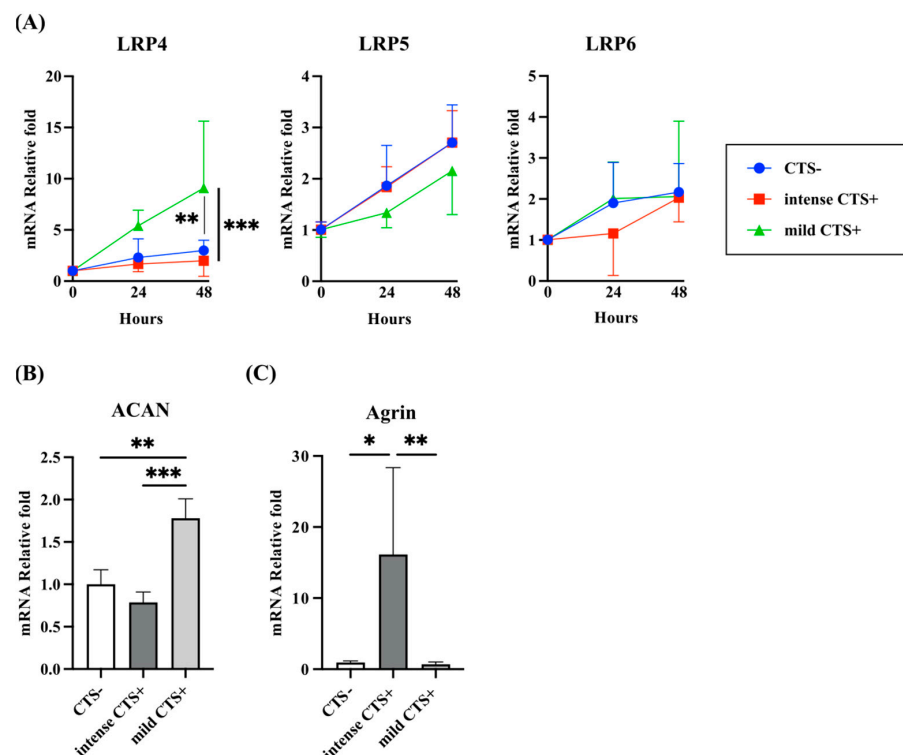 (A)
LRP4
LRP5
LRP6
mRNA Relative fold
20
15
10
5
0
**
***
0 24 48
Hours
mRNA Relative fold
4
3
2
1
0
0 24 48
Hours
mRNA Relative fold
5
4
3
2
1
0
0 24 48
Hours
CTS-
intense CTS+
mild CTS+
(B)
ACAN
mRNA Relative fold
2.5
2.0
1.5
1.0
0.5
0.0
**
***
CTS-
intense CTS+
mild CTS+
(C)
Agrin
mRNA Relative fold
30
20
10
0
*
**
CTS-
intense CTS+
mild CTS+